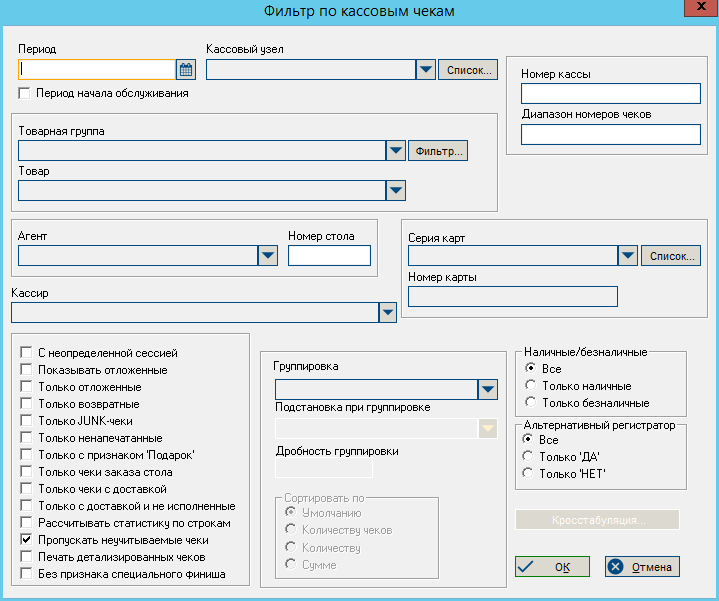 Фильтр по кассовым чекам
x
Период
Кассовый узел
Список...
Период начала обслуживания
Номер кассы
Диапазон номеров чеков
Товарная группа
Фильтр...
Товар
Агент
Номер стола
Серия карт
Список...
Номер карты
Кассир
С неопределенной сессией
Показывать отложенные
Только отложенные
Только возвратные
Только JUNK-чеки
Только ненапечатанные
Только с признаком 'Подарок'
Только чеки заказа стола
Только чеки с доставкой
Только с доставкой и не исполненные
Рассчитывать статистику по строкам
Пропускать неучитываемые чеки
Печать детализированных чеков
Без признака специального финиша
Группировка
Подстановка при группировке
Дробность группировки
Сортировать по
Умолчанию
Количеству чеков
Количеству
Сумме
Наличные/безналичные
Все
Только наличные
Только безналичные
Альтернативный регистратор
Все
Только 'ДА'
Только 'НЕТ'
Кросстабуляция...
OK
Отмена